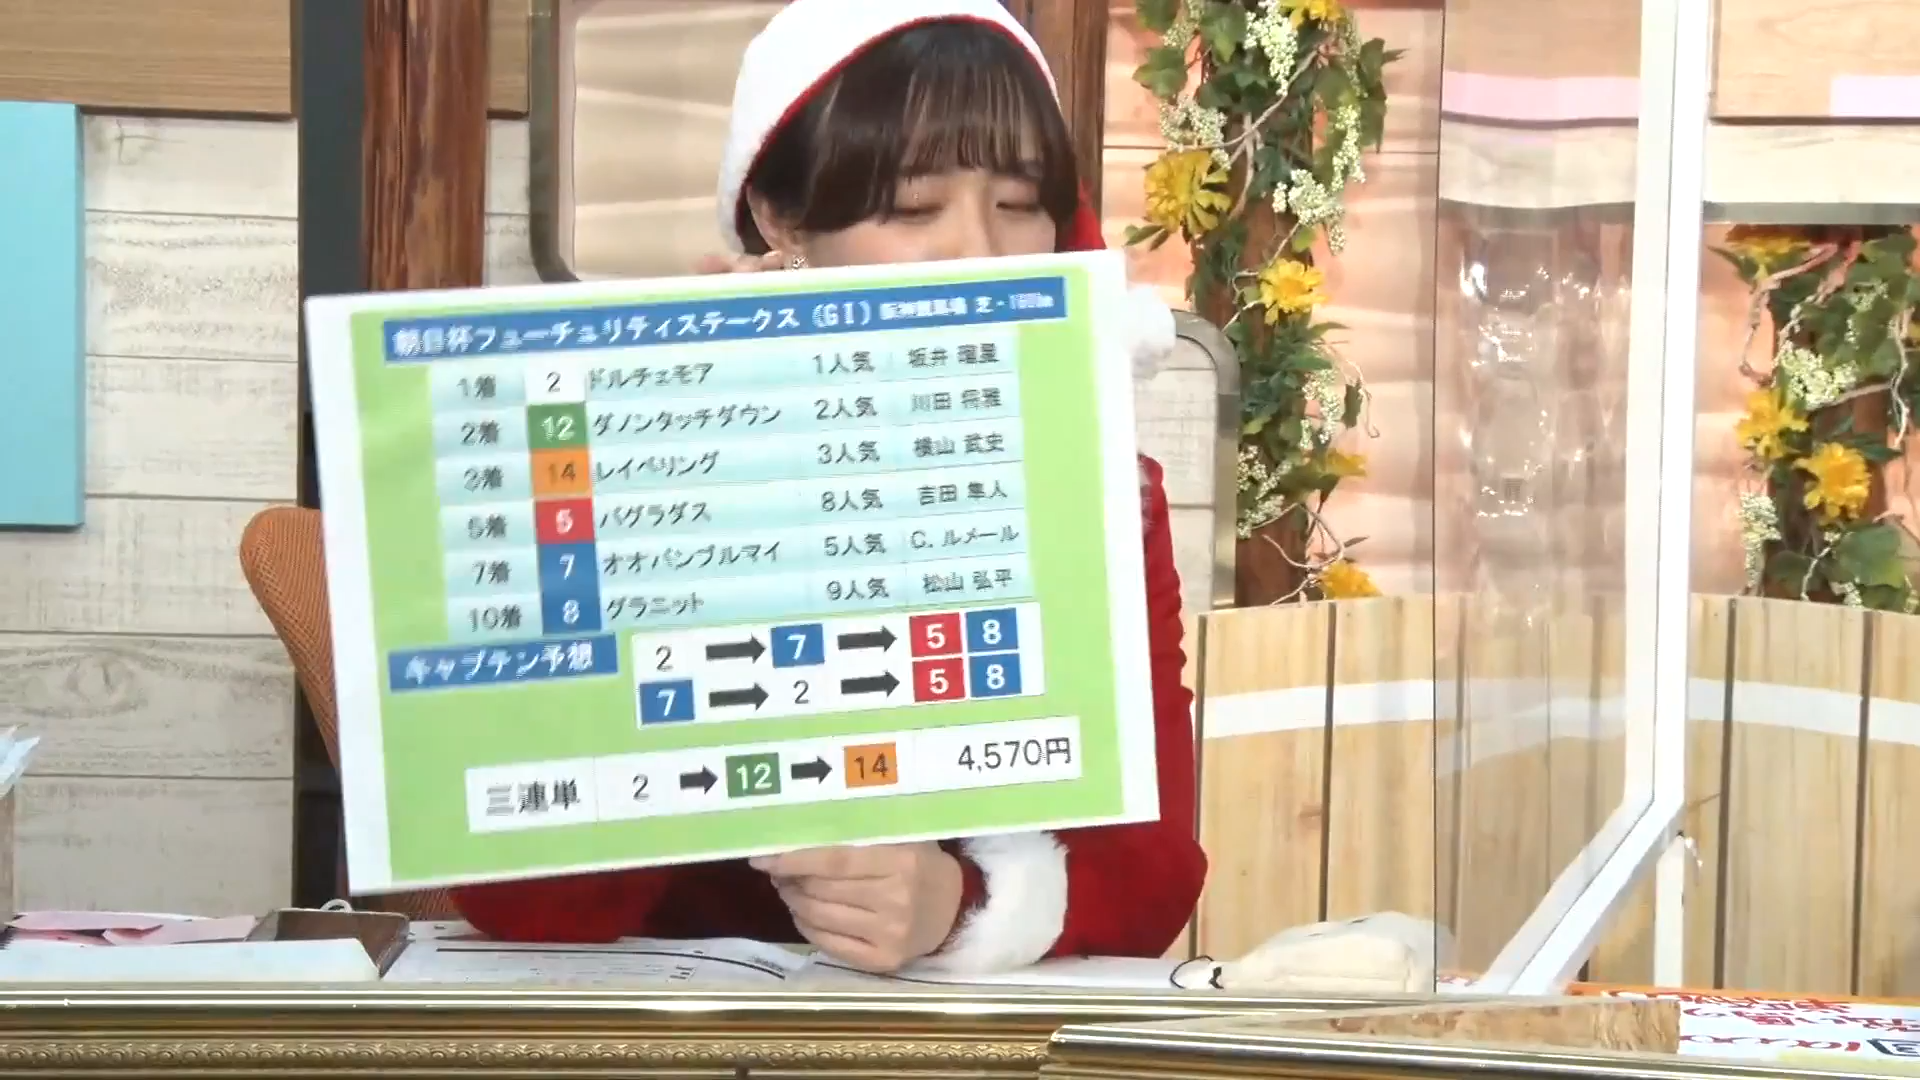 朝日杯フューチュリティステークス（GⅠ）阪神競馬場 芝・1600m
1着 2 ドルチェモア 1人気 坂井 瑠星
2着 12 ダノンタッチダウン 2人気 川田 将雅
3着 14 レイベリング 3人気 横山 武史
5着 5 バグラダス 8人気 吉田 隼人
7着 7 オオバンブルマイ 5人気 C. ルメール
10着 8 グラニット 9人気 松山 弘平
キャプテン予想 2 ➡ 7 ➡ 5 8
7 ➡ 2 ➡ 5 8
三連単 2 ➡ 12 ➡ 14 4,570円